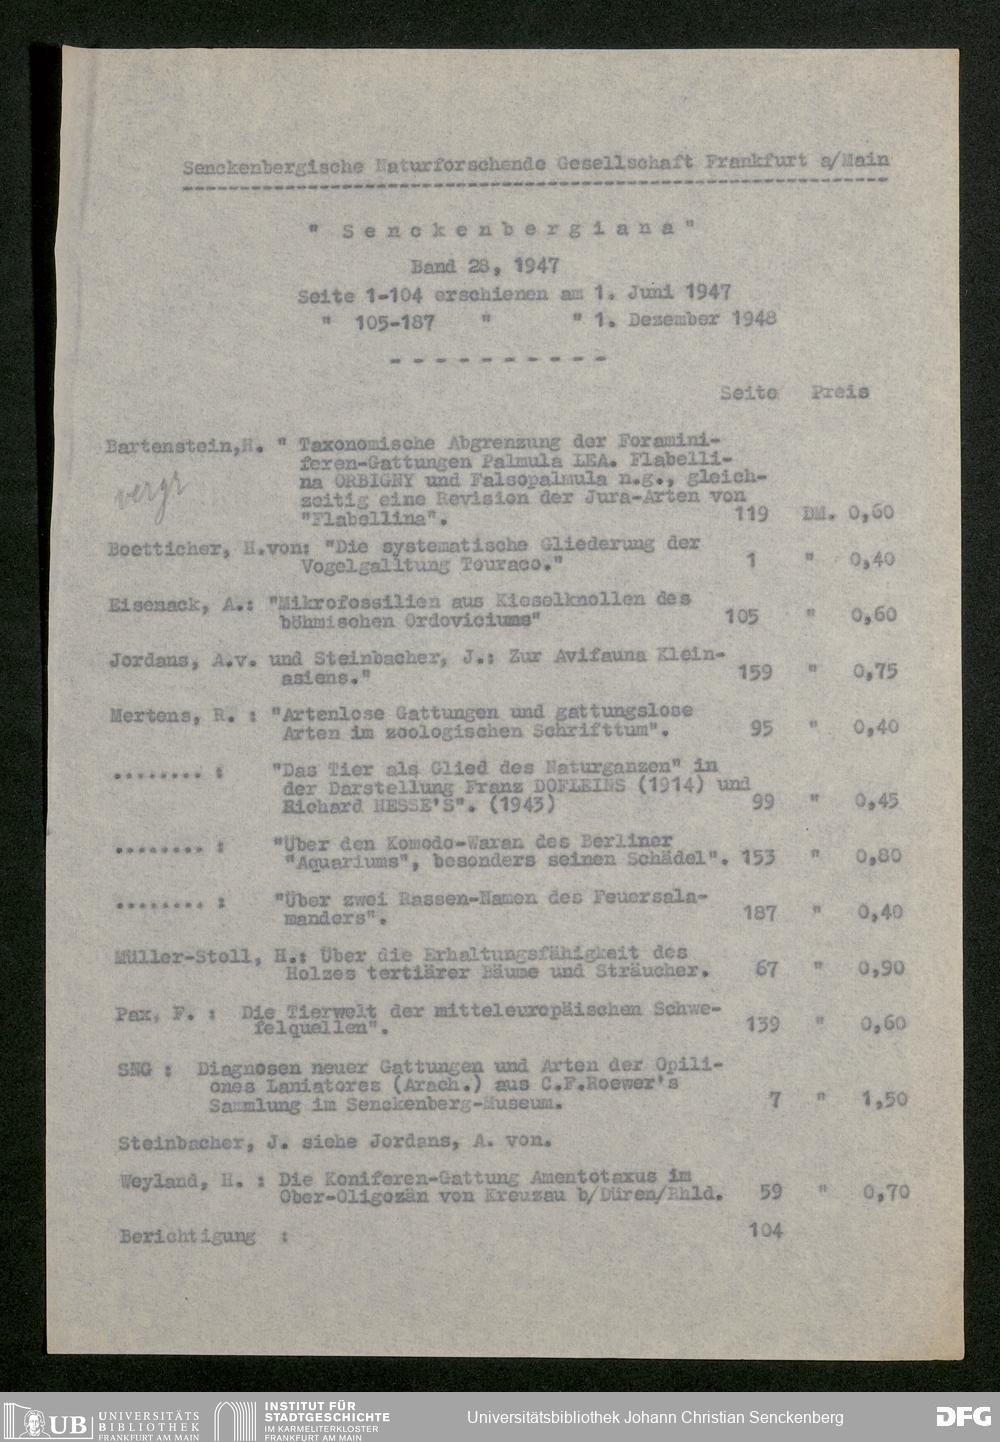 Senckenbergische Naturforschende Gesellschaft Frankfurt a/Main
" S e n c k e n b e r g i a n a "
Band 28, 1947
Seite 1-104 erschienen am 1. Juni 1947
" 105-187 " " 1. Dezember 1948
Seite Preis
Bartenstein,H. " Taxonomische Abgrenzung der Foramini-
feren-Gattungen Palmula LEA. Flabelli-
na ORBIGNY und Falsopalmula n.g., gleich-
zeitig eine Revision der Jura-Arten von
"Flabellina". 119 DM. 0,60
vergr
Boetticher, H.von: "Die systematische Gliederung der
Vogelgalltung Touraco." 1 " 0,40
Eisenack, A.: "Mikrofossilien aus Kieselknollen des
böhmischen Ordoviciums" 105 " 0,60
Jordans, A.v. und Steinbacher, J.: Zur Avifauna Klein-
asiens." 159 " 0,75
Mertens, R. : "Artenlose Gattungen und gattungslose
Arten im zoologischen Schrifttum". 95 " 0,40
........ : "Das Tier als Glied des Naturganzen" in
der Darstellung Franz DOFLEINS (1914) und
Richard HESSE'S". (1943) 99 " 0,45
........ : "Über den Komodo-Waran des Berliner
"Aquariums", besonders seinen Schädel". 153 " 0,80
........ : "Über zwei Rassen-Namen des Feuersala-
manders". 187 " 0,40
Müller-Stoll, H.: Über die Erhaltungsfähigkeit des
Holzes tertiärer Bäume und Sträucher. 67 " 0,90
Pax, F. : Die Tierwelt der mitteleuropäischen Schwe-
felquellen". 139 " 0,60
SNG : Diagnosen neuer Gattungen und Arten der Opili-
ones Laniatores (Arach.) aus C.F.Roewer's
Sammlung im Senckenberg-Museum. 7 " 1,50
Steinbacher, J. siehe Jordans, A. von.
Weyland, H. : Die Koniferen-Gattung Amentotaxus im
Ober-Oligozän von Kreuzau b/Düren/Rhld. 59 " 0,70
Berichtigung : 104
UB UNIVERSITÄTS
BIBLIOTHEK
FRANKFURT AM MAIN
INSTITUT FÜR
STADTGESCHICHTE
IM KARMELITERKLOSTER
FRANKFURT AM MAIN
Universitätsbibliothek Johann Christian Senckenberg
DFG